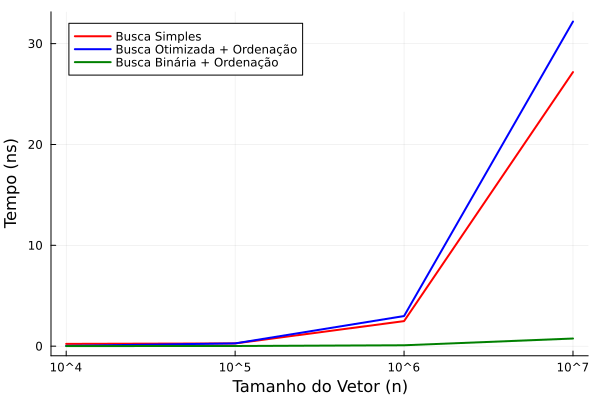 Busca Simples
Busca Otimizada + Ordenação
Busca Binária + Ordenação
30
20
10
0
Tempo (ns)
10^4 10^5 10^6 10^7
Tamanho do Vetor (n)